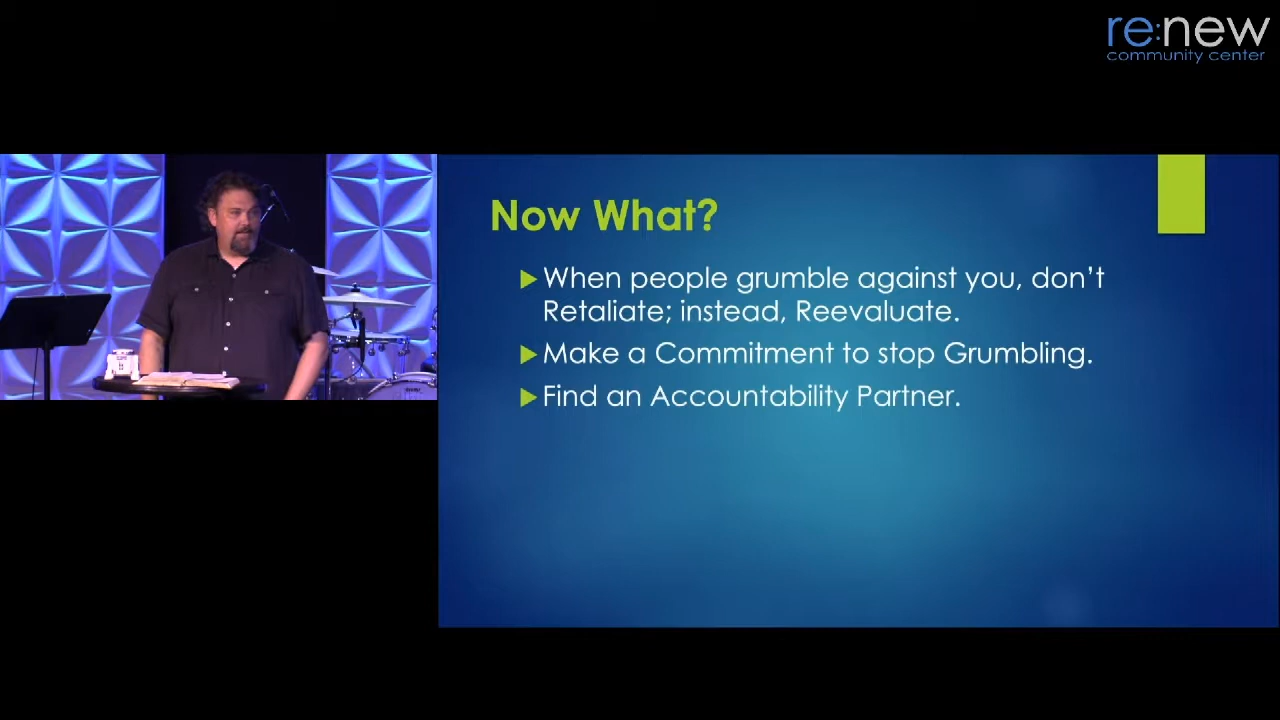 re:new
community center
Now What?
When people grumble against you, don't
Retaliate; instead, Reevaluate.
Make a Commitment to stop Grumbling.
Find an Accountability Partner.